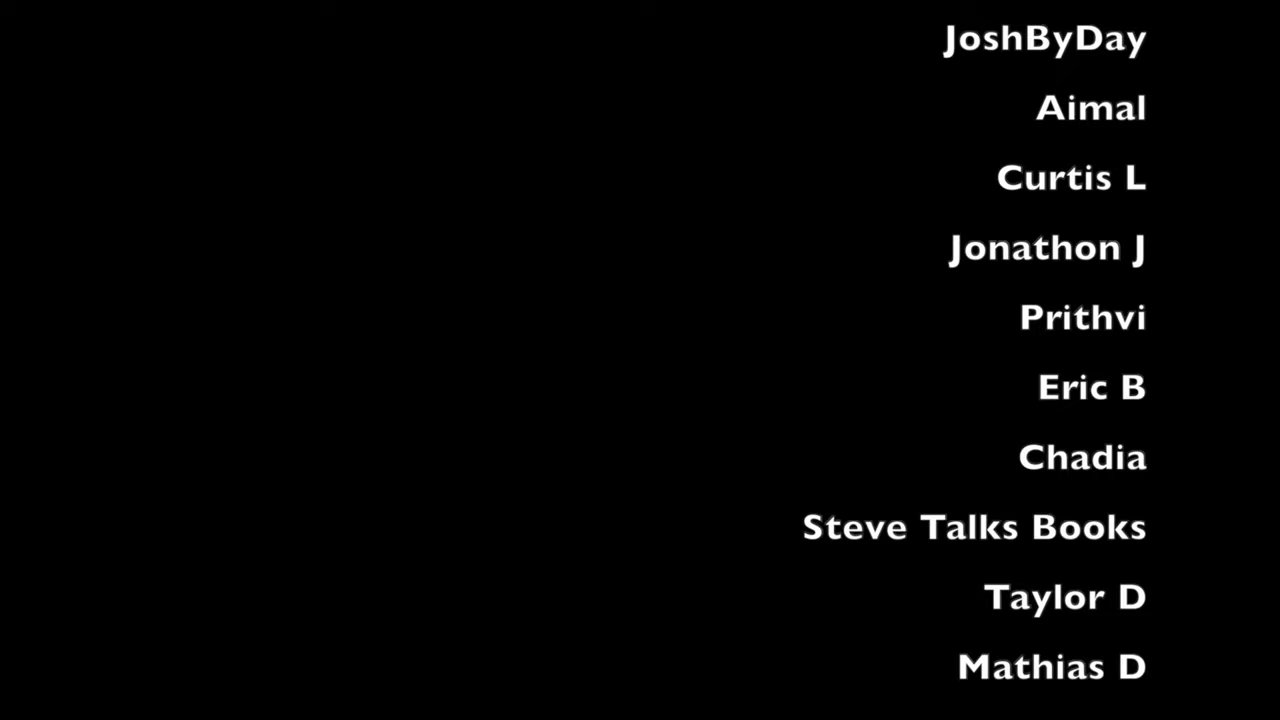 JoshByDay
Aimal
Curtis L
Jonathon J
Prithvi
Eric B
Chadia
Steve Talks Books
Taylor D
Mathias D